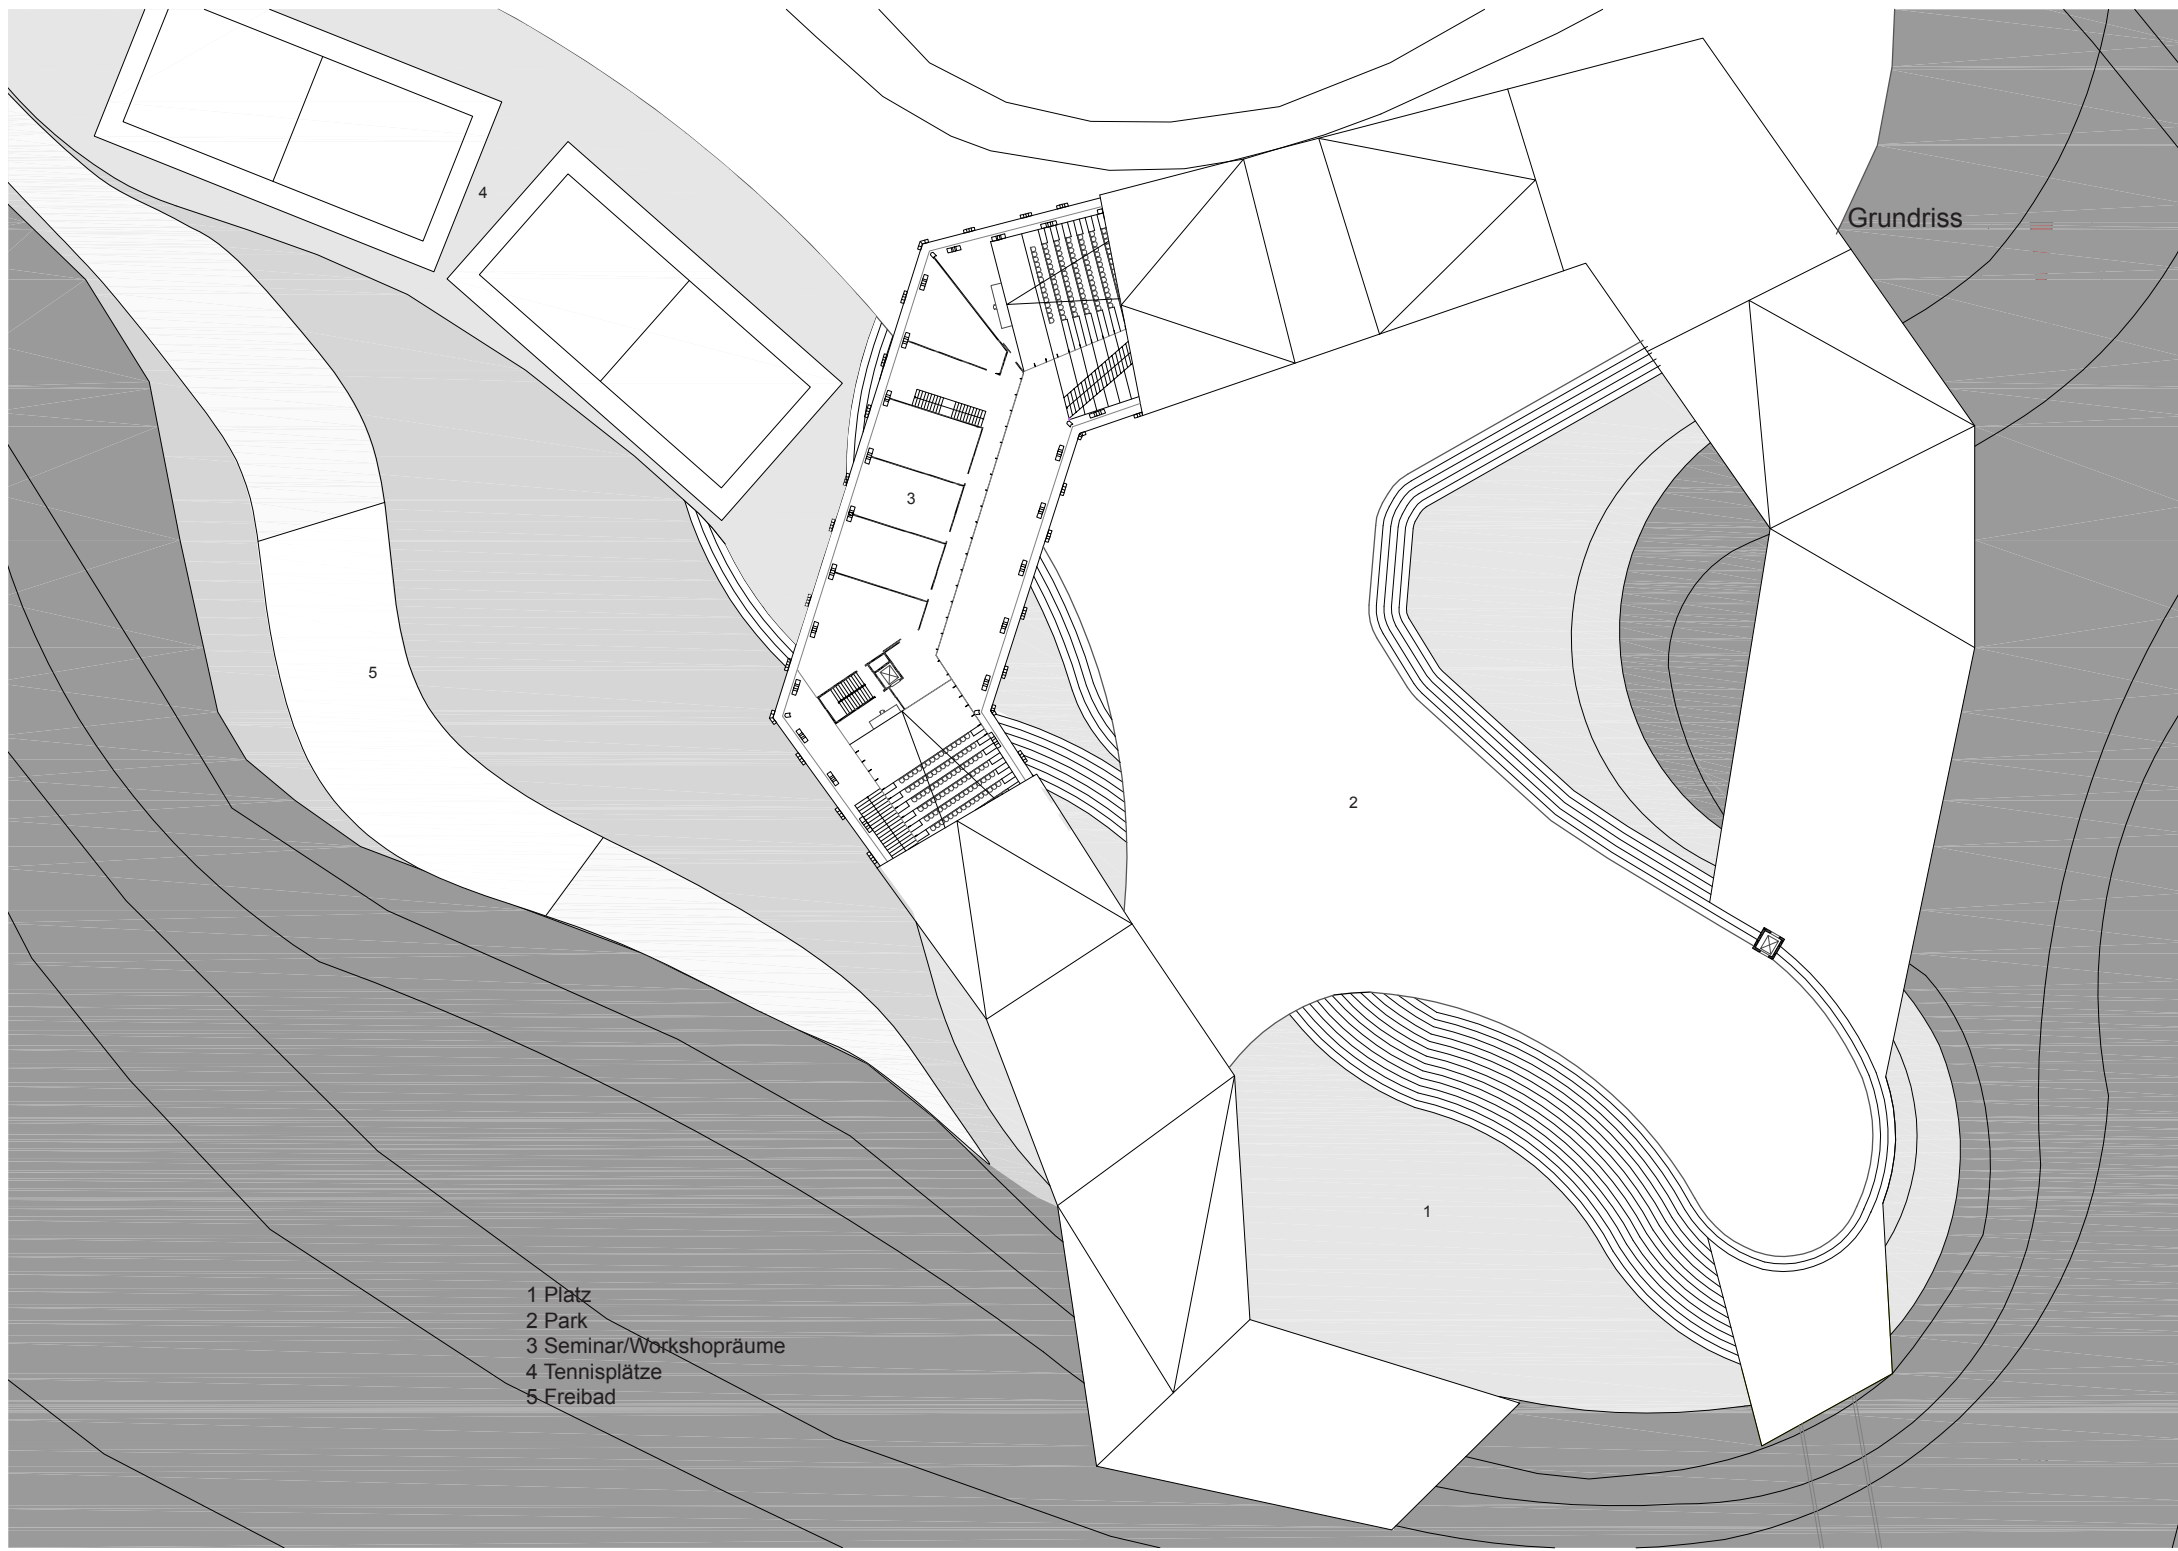 4
Grundriss
3
5
2
1
1 Platz
2 Park
3 Seminar/Workshopräume
4 Tennisplätze
5 Freibad